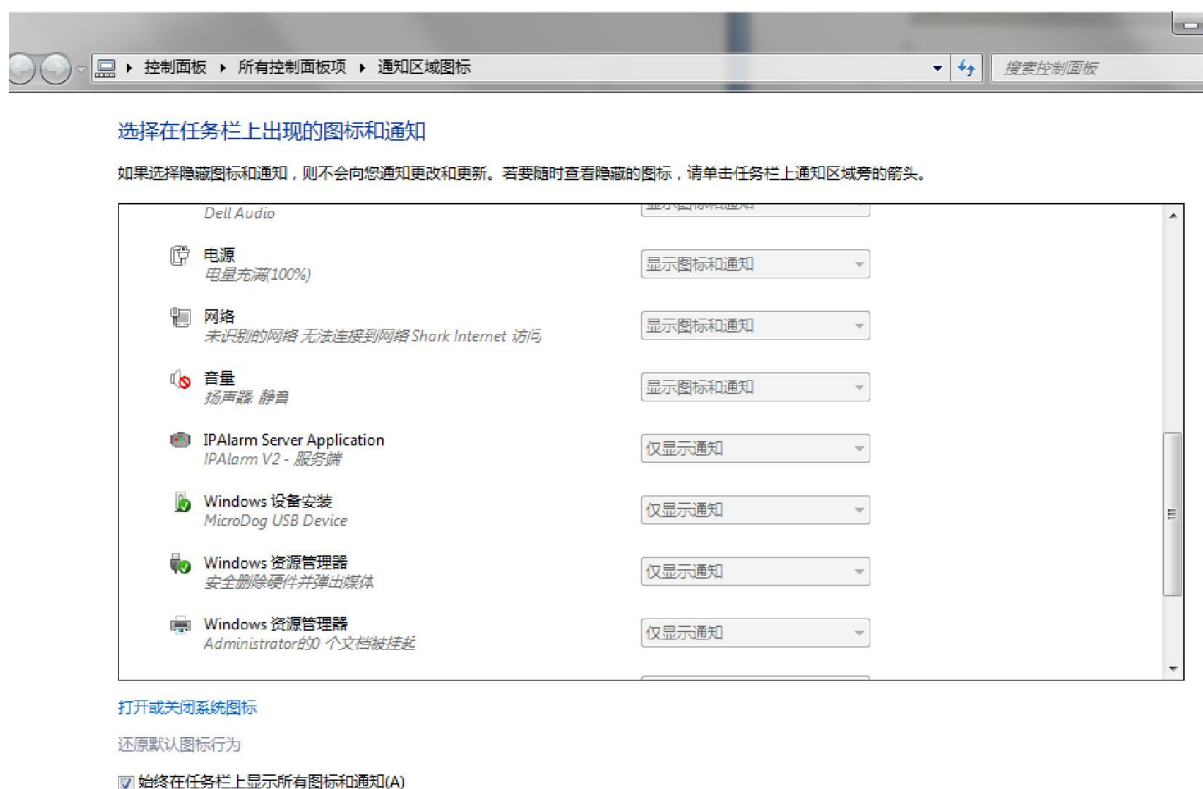 控制面板 ▸ 所有控制面板项 ▸ 通知区域图标
搜索控制面板
选择在任务栏上出现的图标和通知
如果选择隐藏图标和通知，则不会向您通知更改和更新。若要随时查看隐藏的图标，请单击任务栏上通知区域旁的箭头。
Dell Audio
显示图标和通知
电源
电量充满(100%)
显示图标和通知
网络
未识别的网络 无法连接到网络 Shark Internet 访问
显示图标和通知
音量
扬声器: 静音
显示图标和通知
IPAlarm Server Application
IPAlarm V2 - 服务端
仅显示通知
Windows 设备安装
MicroDog USB Device
仅显示通知
Windows 资源管理器
安全删除硬件并弹出媒体
仅显示通知
Windows 资源管理器
Administrator的0 个文档被挂起
仅显示通知
打开或关闭系统图标
还原默认图标行为
始终在任务栏上显示所有图标和通知(A)